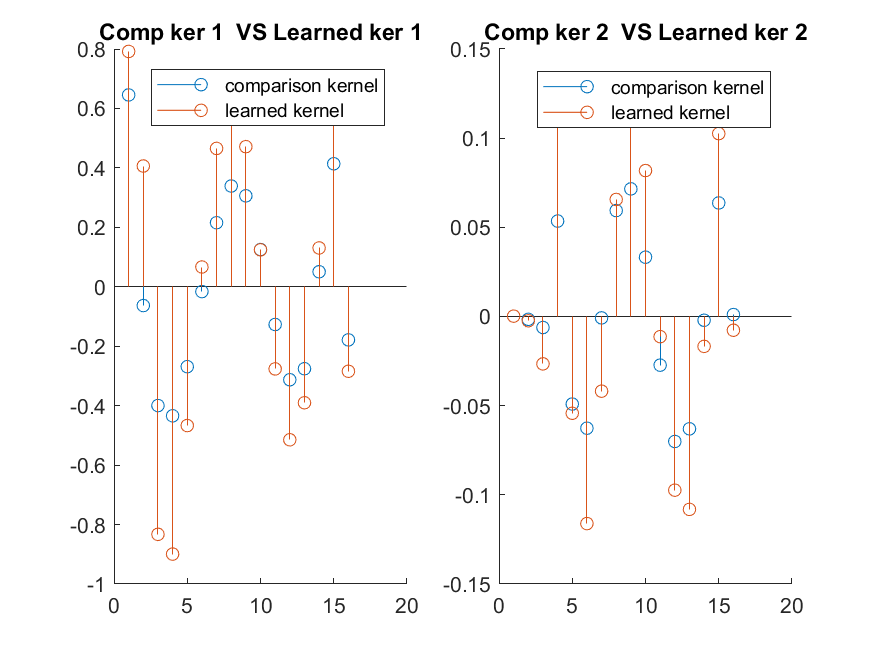 Comp ker 1 VS Learned ker 1
comparison kernel
learned kernel
0.8
0.6
0.4
0.2
0
-0.2
-0.4
-0.6
-0.8
-1
0 5 10 15 20
Comp ker 2 VS Learned ker 2
comparison kernel
learned kernel
0.15
0.1
0.05
0
-0.05
-0.1
-0.15
0 5 10 15 20